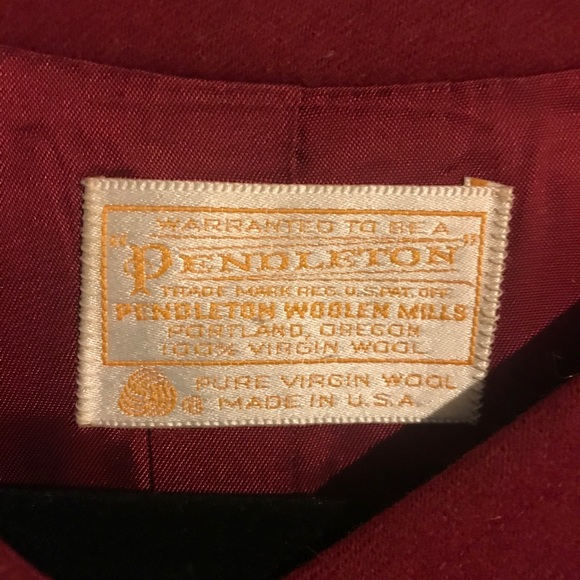 WARRANTED TO BE A
"PENDLETON"
TRADE MARK REG. U.S. PAT. OFF.
PENDLETON WOOLEN MILLS
PORTLAND, OREGON
100% VIRGIN WOOL
PURE VIRGIN WOOL
® MADE IN U.S.A.